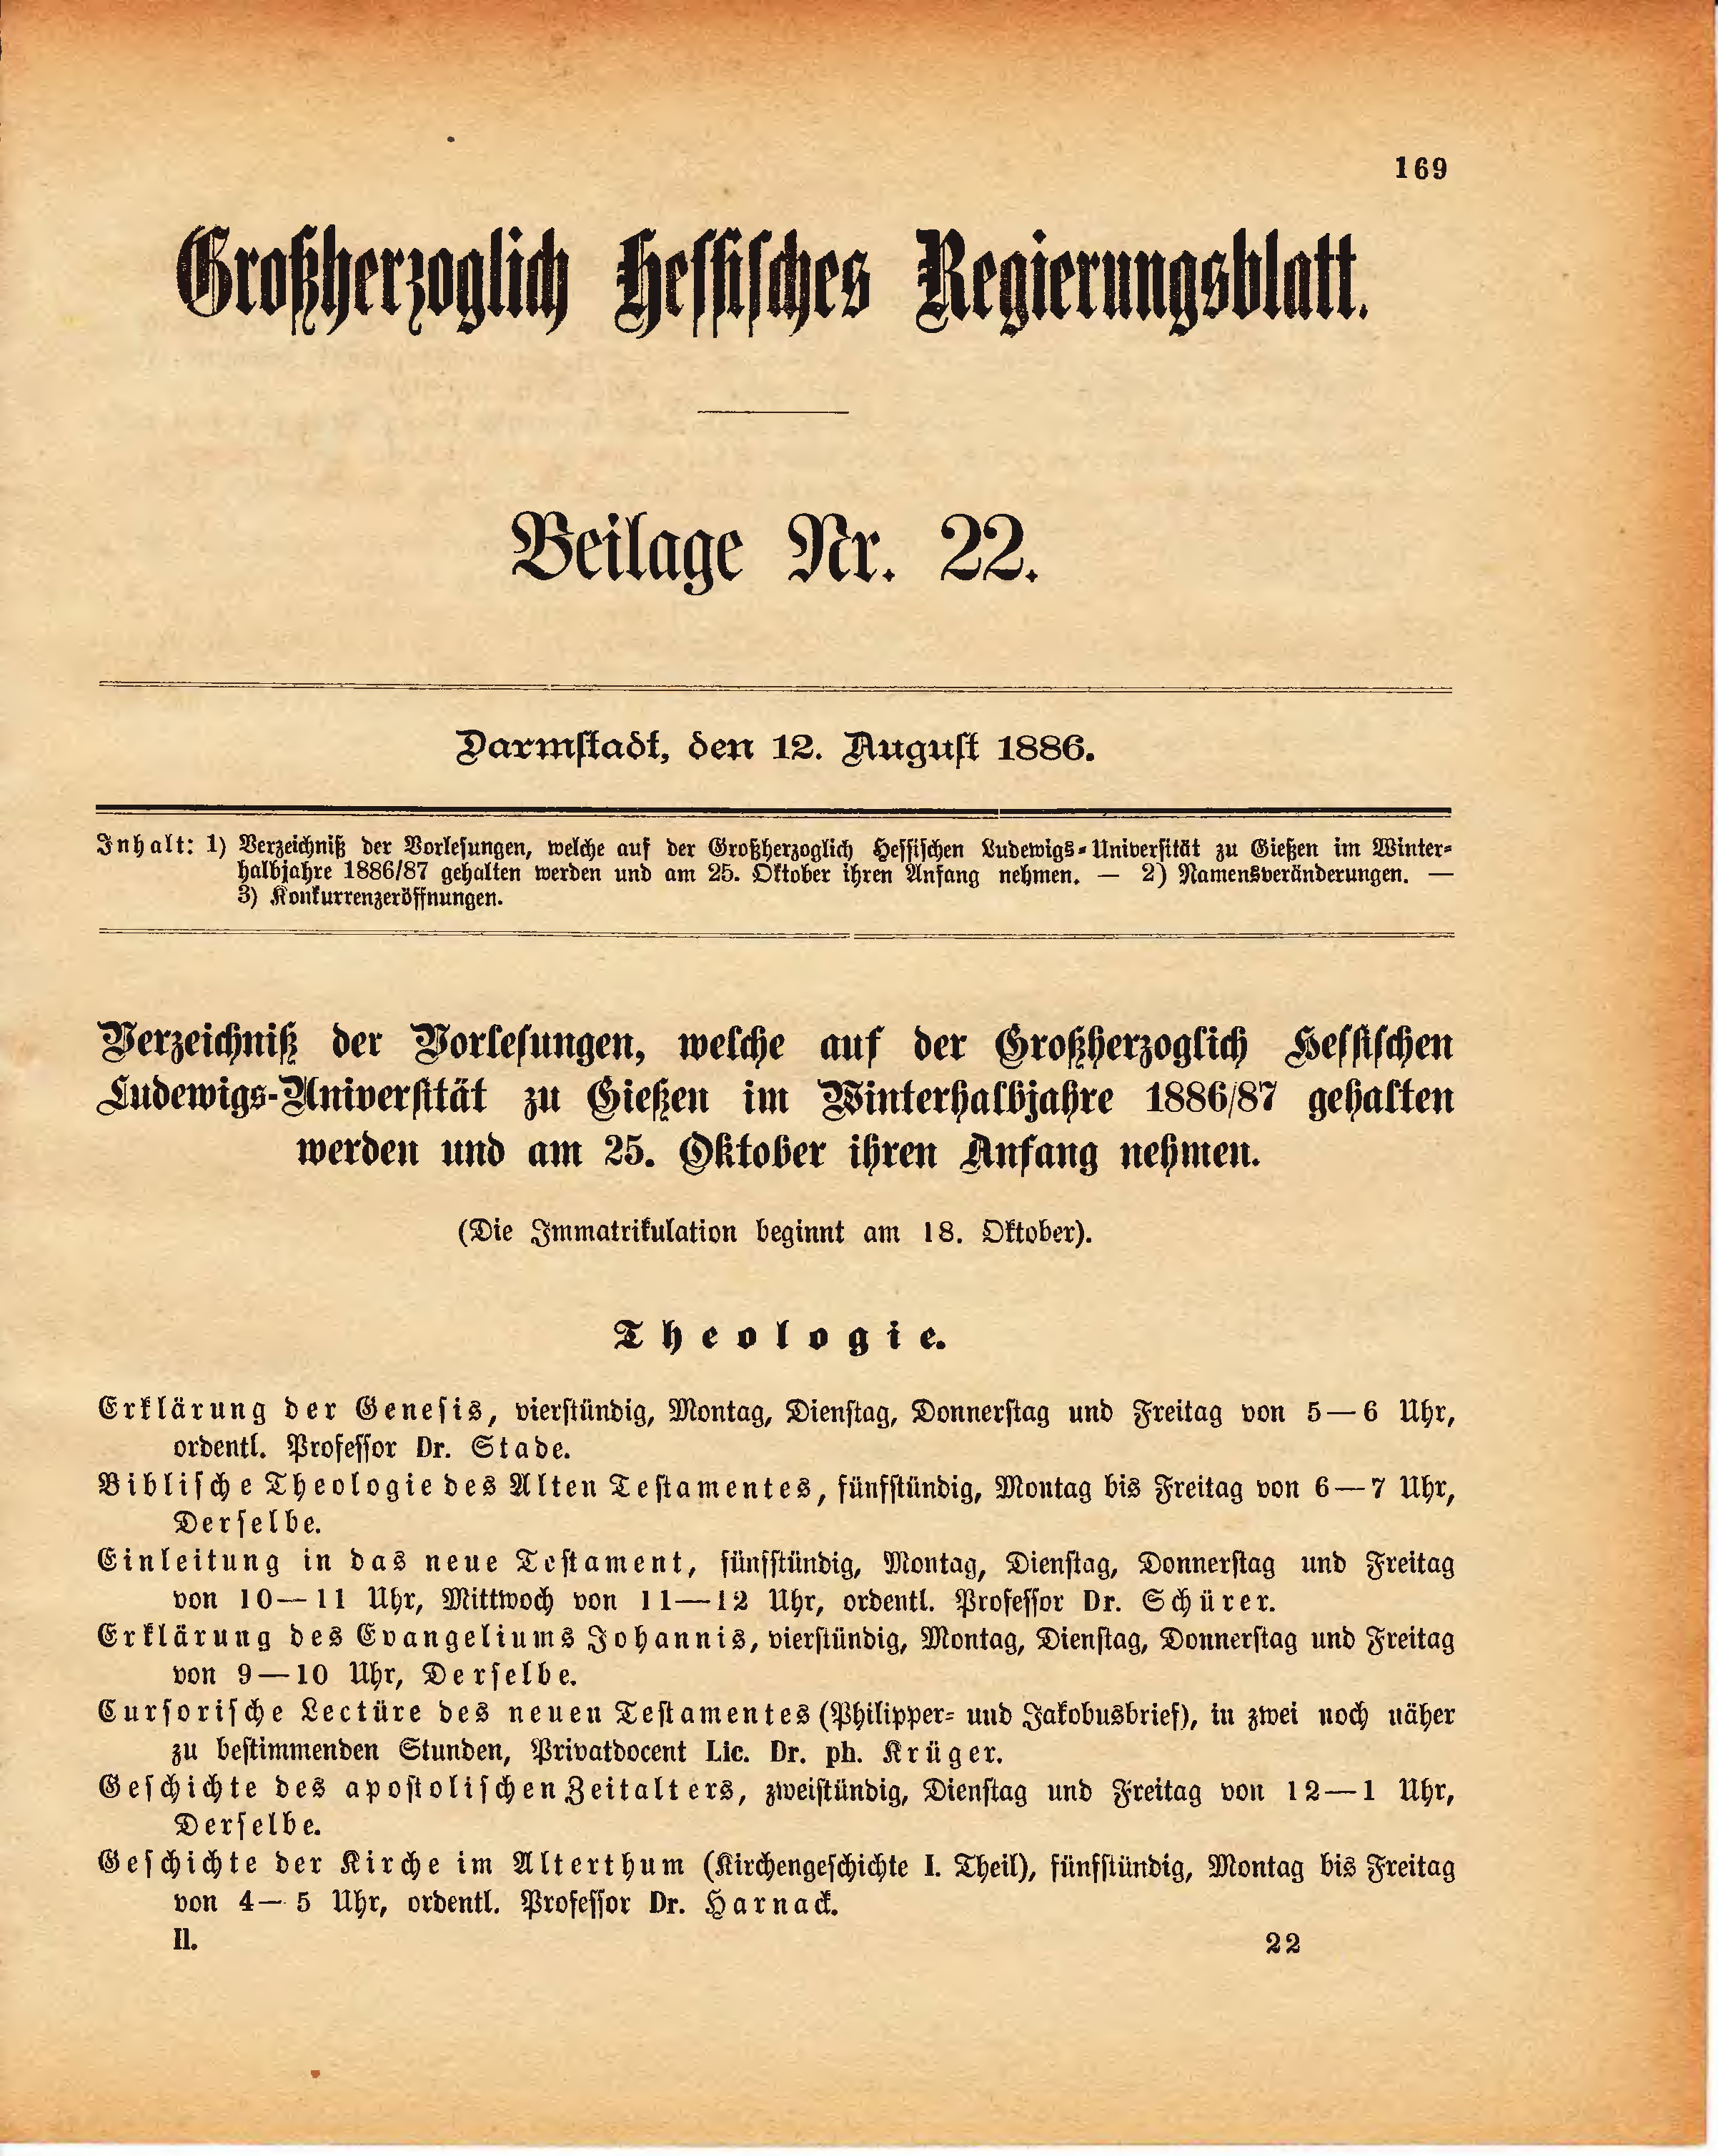 169
Großherzoglich Hessisches Regierungsblatt.
Beilage Nr. 22.
Darmstadt, den 12. August 1886.
Inhalt: 1) Verzeichniß der Vorlesungen, welche auf der Großherzoglich Hessischen Ludewigs-Universität zu Gießen im Winter-
halbjahre 1886/87 gehalten werden und am 25. Oktober ihren Anfang nehmen. — 2) Namensveränderungen. —
3) Konkurrenzeröffnungen.
Verzeichniß der Vorlesungen, welche auf der Großherzoglich Hessischen
Ludewigs-Universität zu Gießen im Winterhalbjahre 1886/87 gehalten
werden und am 25. Oktober ihren Anfang nehmen.
(Die Immatrikulation beginnt am 18. Oktober).
Theologie.
Erklärung der Genesis, vierstündig, Montag, Dienstag, Donnerstag und Freitag von 5—6 Uhr,
ordentl. Professor Dr. Stade.
Biblische Theologie des Alten Testamentes, fünfstündig, Montag bis Freitag von 6—7 Uhr,
Derselbe.
Einleitung in das neue Testament, fünfstündig, Montag, Dienstag, Donnerstag und Freitag
von 10—11 Uhr, Mittwoch von 11—12 Uhr, ordentl. Professor Dr. Schürer.
Erklärung des Evangeliums Johannis, vierstündig, Montag, Dienstag, Donnerstag und Freitag
von 9—10 Uhr, Derselbe.
Cursorische Lectüre des neuen Testamentes (Philipper- und Jakobusbrief), in zwei noch näher
zu bestimmenden Stunden, Privatdocent Lic. Dr. ph. Krüger.
Geschichte des apostolischen Zeitalters, zweistündig, Dienstag und Freitag von 12—1 Uhr,
Derselbe.
Geschichte der Kirche im Alterthum (Kirchengeschichte I. Theil), fünfstündig, Montag bis Freitag
von 4—5 Uhr, ordentl. Professor Dr. Harnack.
II. 22